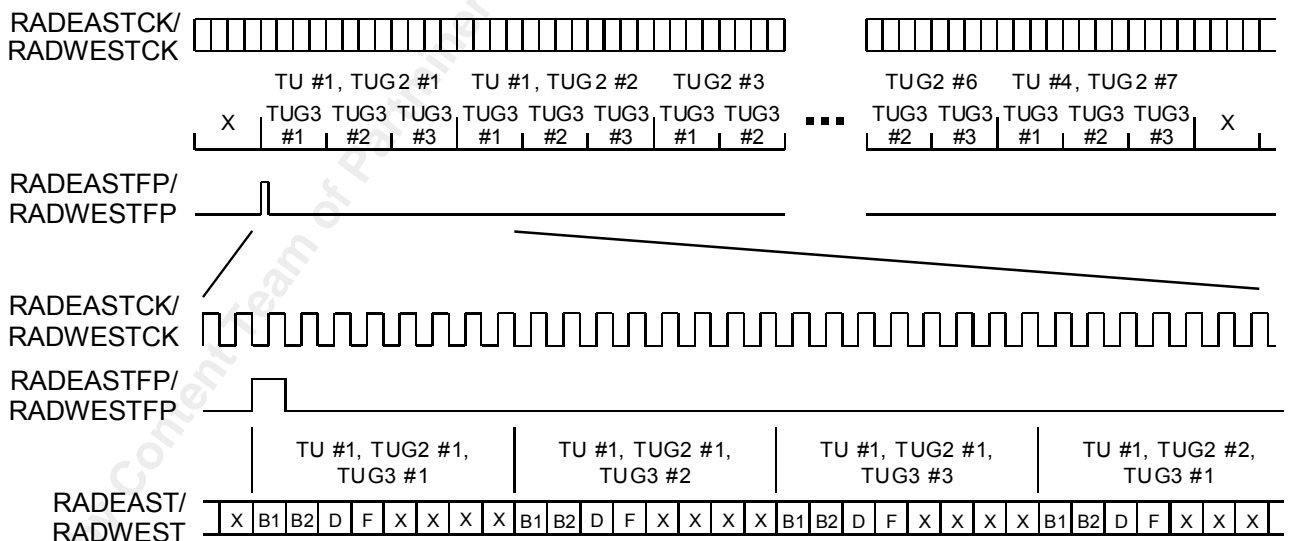 RADEASTCK/
RADWESTCK
TU #1, TUG2 #1 TU #1, TUG2 #2 TUG2 #3 TUG2 #6 TU #4, TUG2 #7
X TUG3 #1 TUG3 #2 TUG3 #3 TUG3 #1 TUG3 #2 TUG3 #3 TUG3 #1 TUG3 #2 ... TUG3 #2 TUG3 #3 TUG3 #1 TUG3 #2 TUG3 #3 X
RADEASTFP/
RADWESTFP
RADEASTCK/
RADWESTCK
RADEASTFP/
RADWESTFP
TU #1, TUG2 #1, TU #1, TUG2 #1, TU #1, TUG2 #1, TU #1, TUG2 #2,
TUG3 #1 TUG3 #2 TUG3 #3 TUG3 #1
RADEAST/
RADWEST
X B1 B2 D F X X X X B1 B2 D F X X X X B1 B2 D F X X X X B1 B2 D F X X X
Content Team of